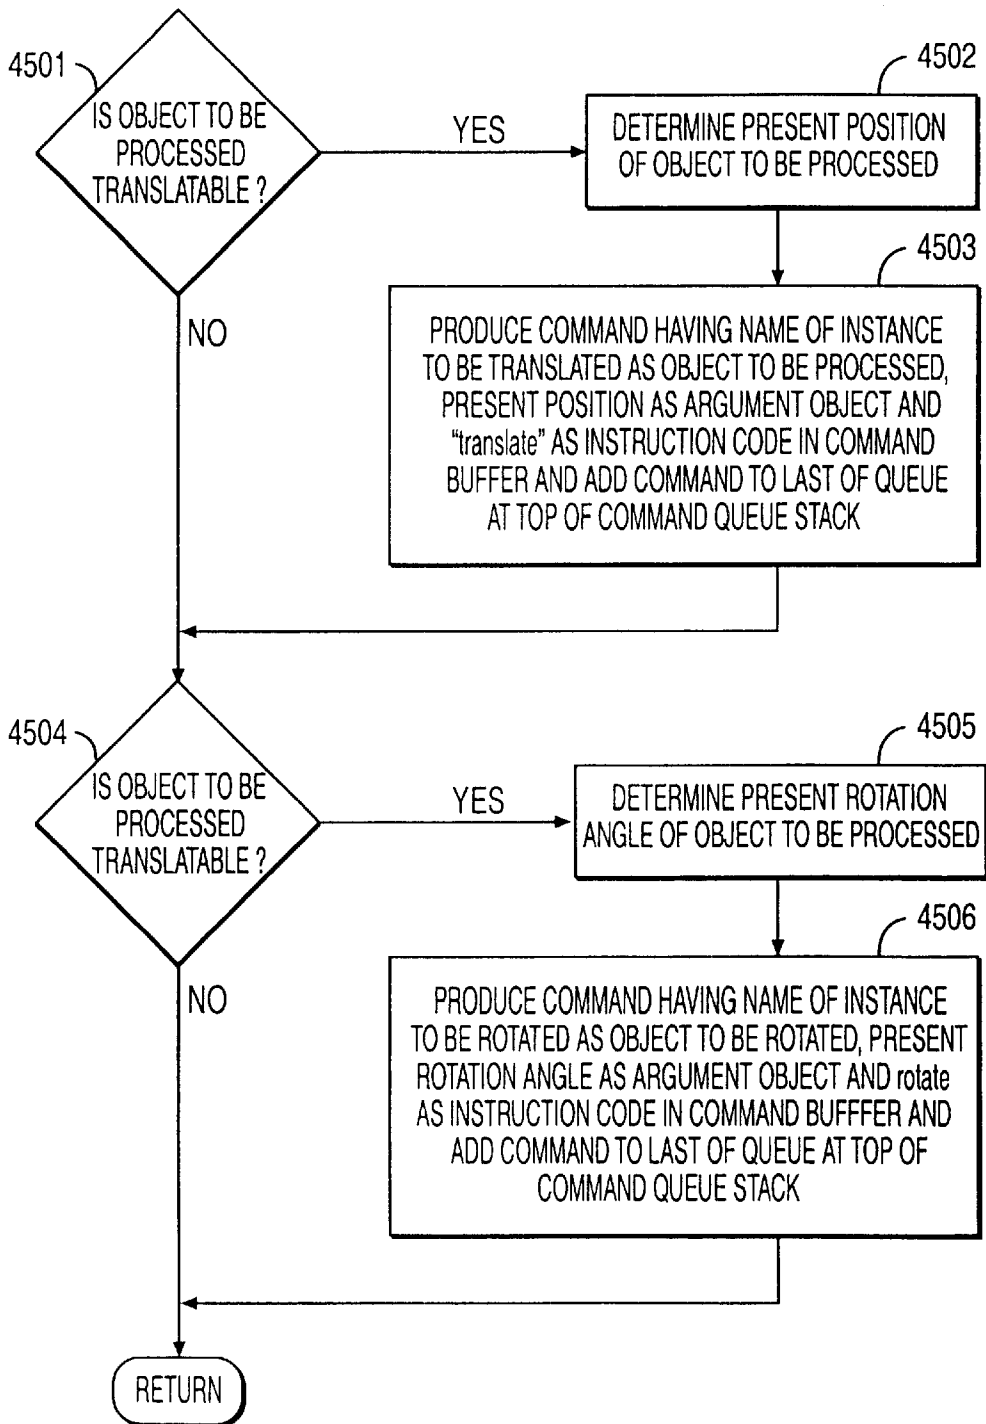 4501
IS OBJECT TO BE
PROCESSED
TRANSLATABLE ?
YES
NO
4502
DETERMINE PRESENT POSITION
OF OBJECT TO BE PROCESSED
4503
PRODUCE COMMAND HAVING NAME OF INSTANCE
TO BE TRANSLATED AS OBJECT TO BE PROCESSED,
PRESENT POSITION AS ARGUMENT OBJECT AND
“translate” AS INSTRUCTION CODE IN COMMAND
BUFFER AND ADD COMMAND TO LAST OF QUEUE
AT TOP OF COMMAND QUEUE STACK
4504
IS OBJECT TO BE
PROCESSED
TRANSLATABLE ?
YES
NO
4505
DETERMINE PRESENT ROTATION
ANGLE OF OBJECT TO BE PROCESSED
4506
PRODUCE COMMAND HAVING NAME OF INSTANCE
TO BE ROTATED AS OBJECT TO BE ROTATED, PRESENT
ROTATION ANGLE AS ARGUMENT OBJECT AND rotate
AS INSTRUCTION CODE IN COMMAND BUFFFER AND
ADD COMMAND TO LAST OF QUEUE AT TOP OF
COMMAND QUEUE STACK
RETURN